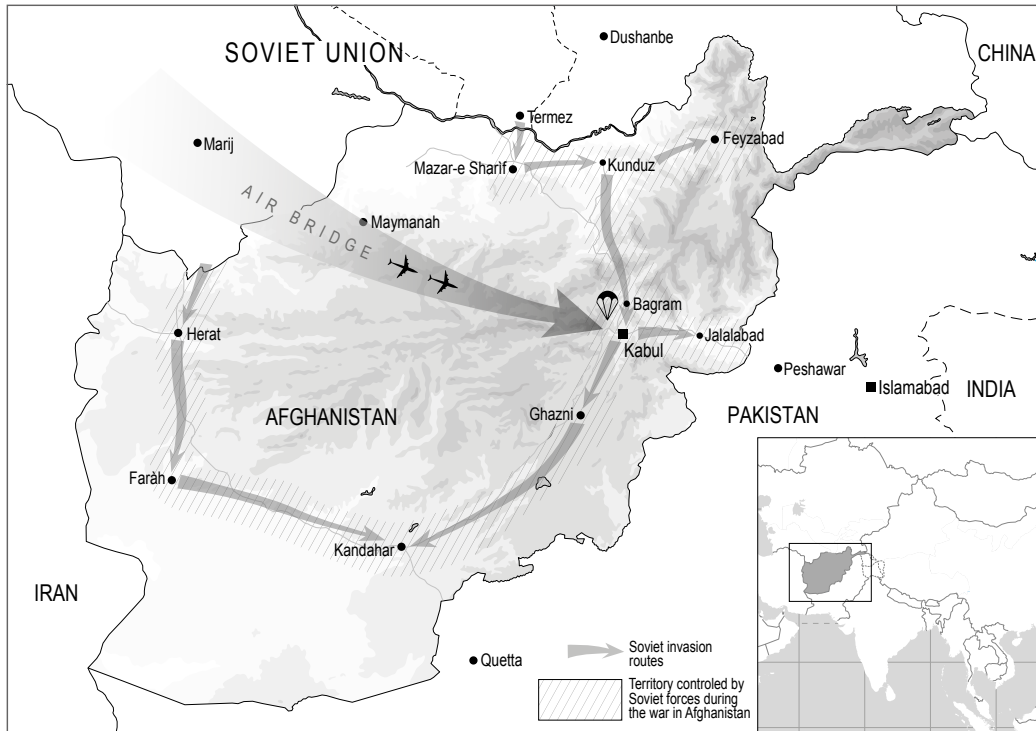 SOVIET UNION
Dushanbe
CHINA
Termez
Marij
Feyzabad
Mazar-e Sharif
Kunduz
AIR BRIDGE
Maymanah
Bagram
Herat
Kabul
Jalalabad
Peshawar
Islamabad
INDIA
AFGHANISTAN
Ghazni
PAKISTAN
Faràh
Kandahar
IRAN
Quetta
Soviet invasion
routes
Territory controled by
Soviet forces during
the war in Afghanistan